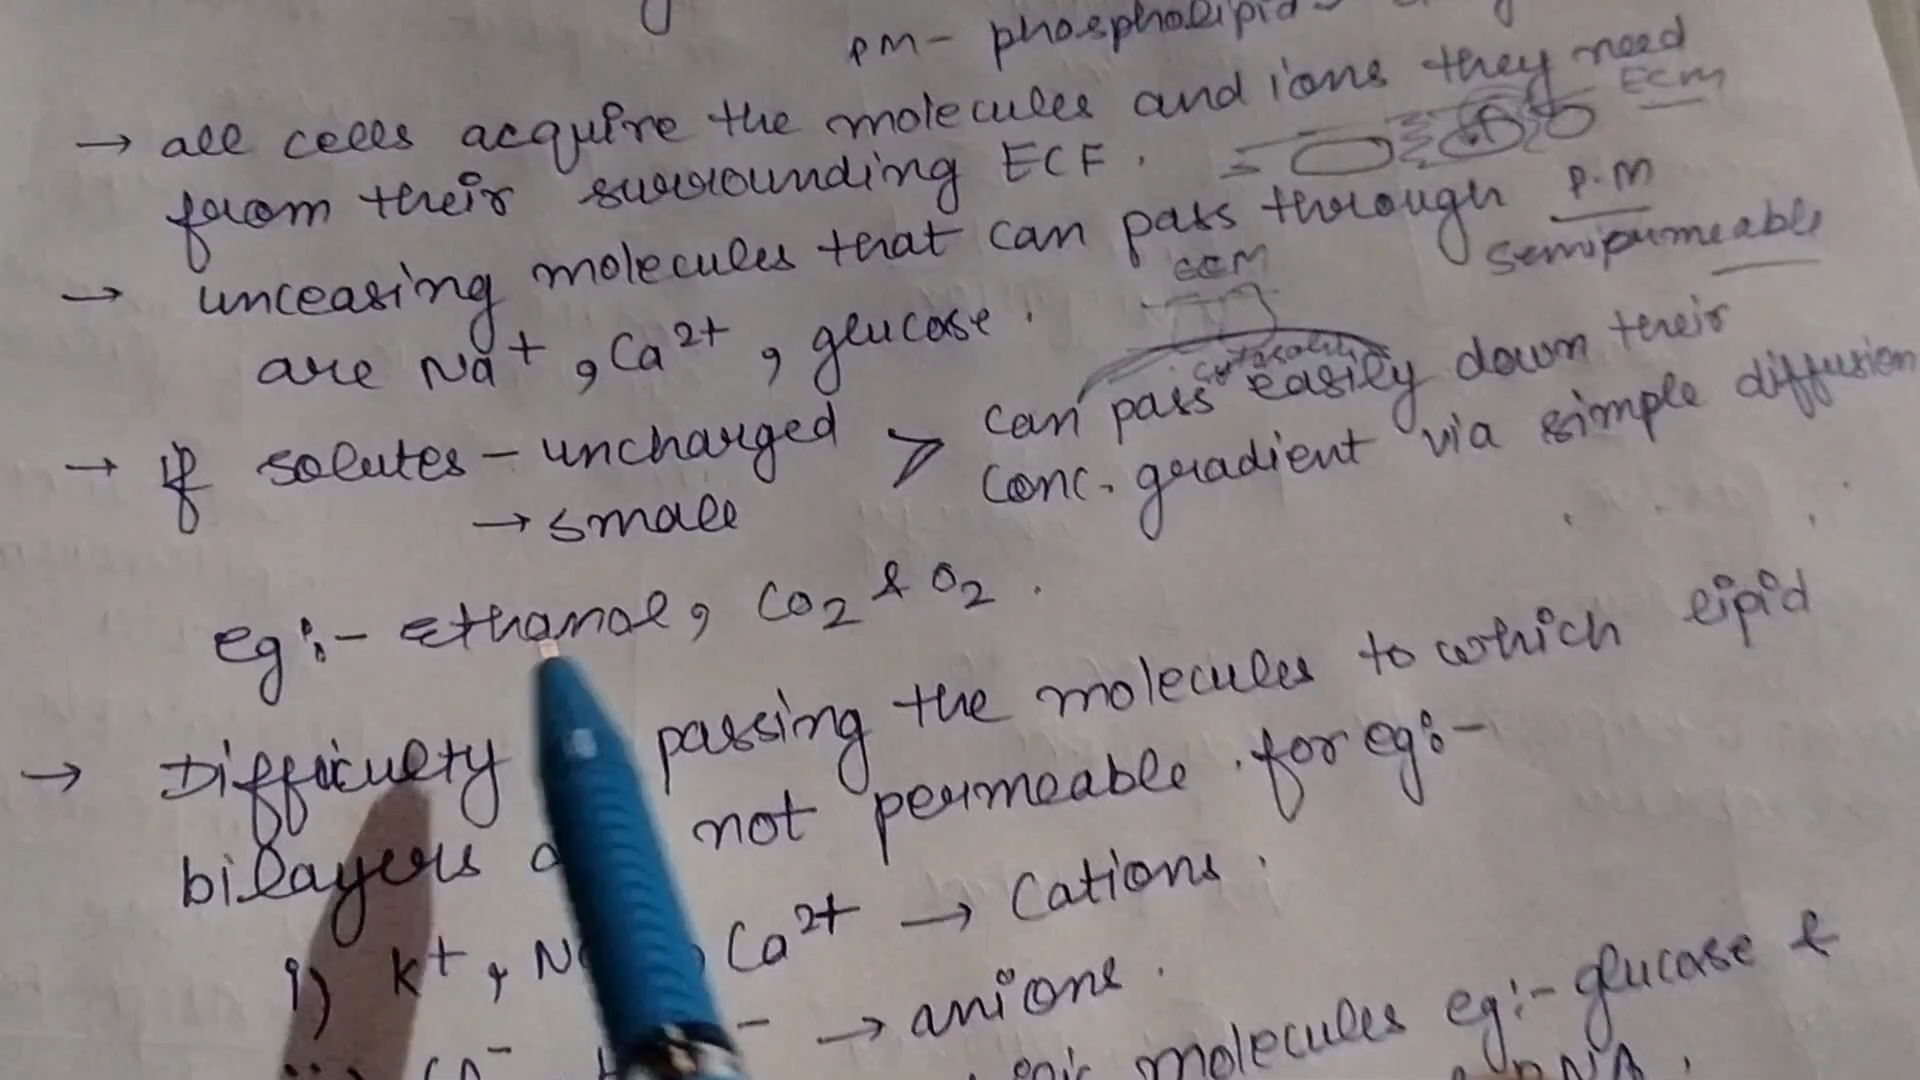 PM - phospholipid
→ all cells acquire the molecules and ions they need
ECM
from their surrounding ECF.
→ unceasing molecules that can pass through P.M
semipermeable
ECM
are Na+, Ca2+, glucose.
cytosol
→ if solutes - uncharged > can pass easily down their
→ small conc. gradient via simple diffusion
eg:- Ethanol, CO2 & O2.
→ Difficulty passing the molecules to which lipid
bilayers not permeable. for eg:-
i) K+, Ca2+ → Cations.
- → anions.
molecules eg:- glucose &